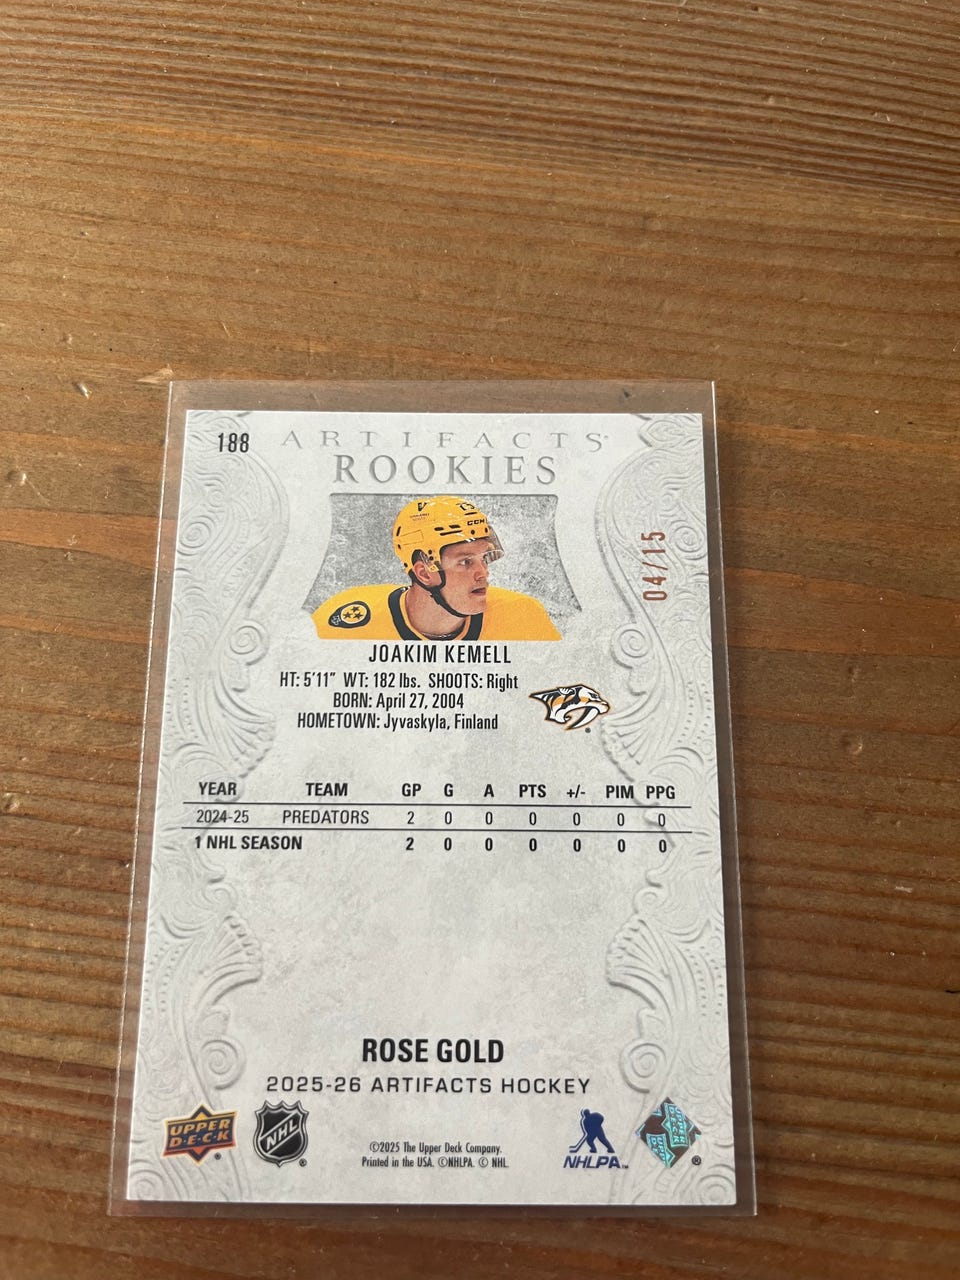 188
ARTIFACTS
ROOKIES
04/15
CCM
JOAKIM KEMELL
HT: 5'11" WT: 182 lbs. SHOOTS: Right
BORN: April 27, 2004
HOMETOWN: Jyvaskyla, Finland
YEAR TEAM GP G A PTS +/- PIM PPG
2024-25 PREDATORS 2 0 0 0 0 0 0
1 NHL SEASON 2 0 0 0 0 0 0
ROSE GOLD
2025-26 ARTIFACTS HOCKEY
UPPER
D·E·C·K ®
NHL ®
©2025 The Upper Deck Company.
Printed in the USA. ©NHLPA. © NHL.
NHLPA™
UPPER ®